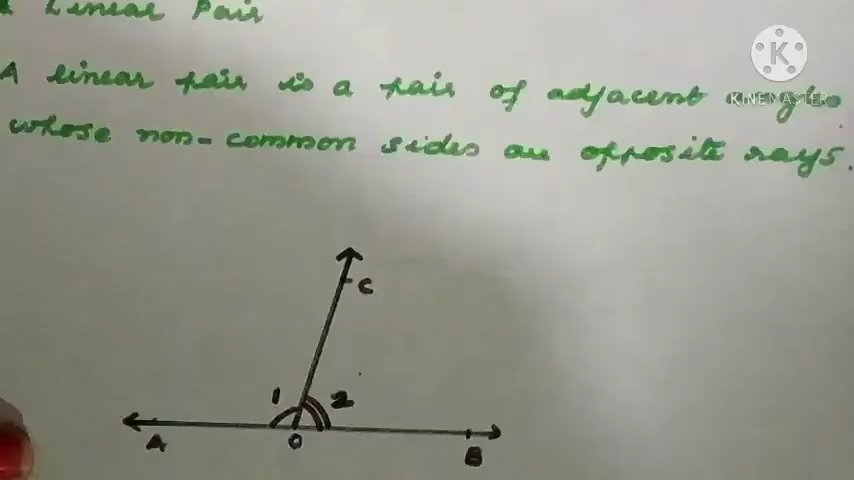 Linear Pair
A linear pair is a pair of adjacent angles
KINEMASTER
whose non-common sides are opposite rays.
C
1 2
A O B